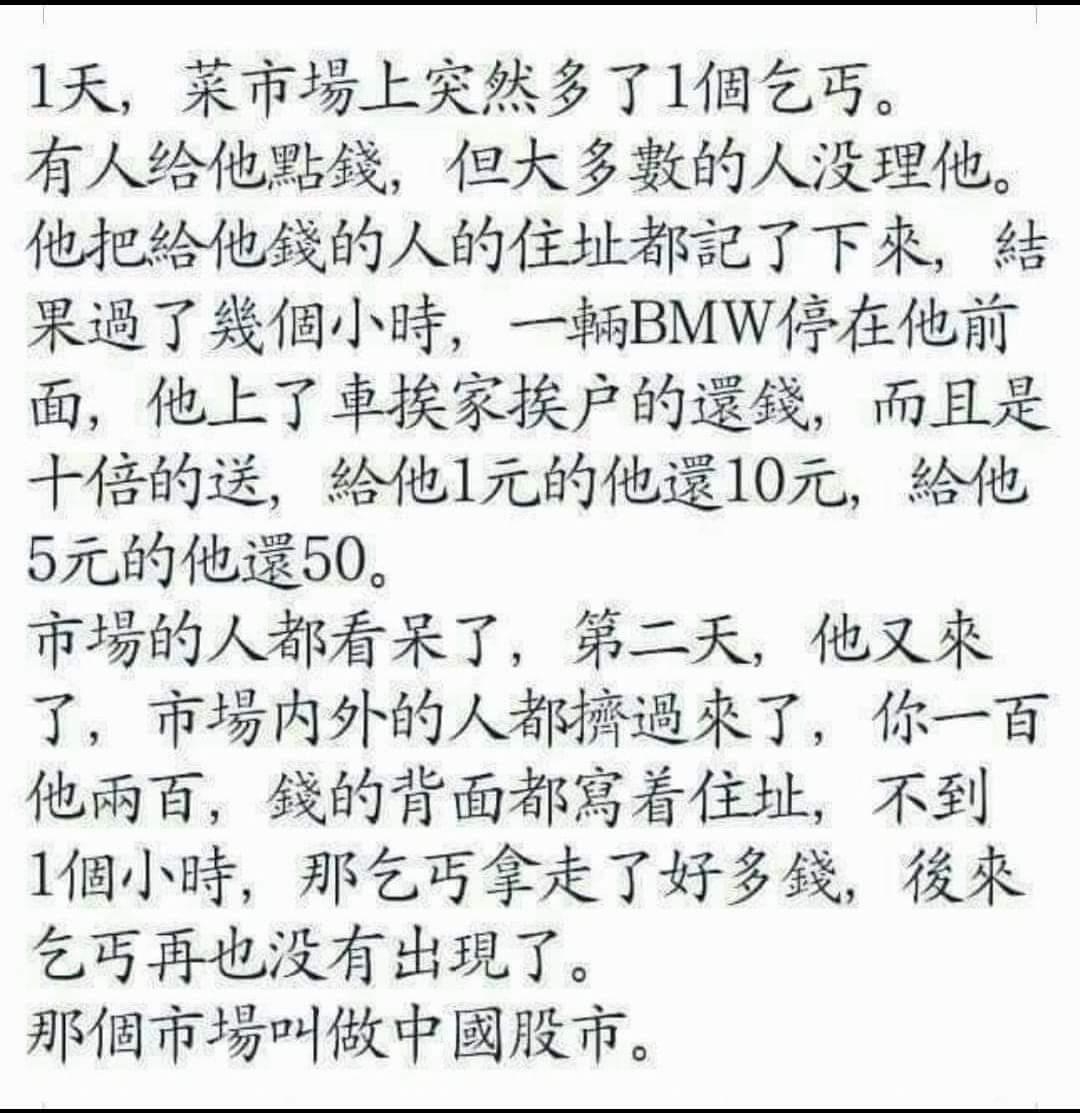 1天，菜市場上突然多了1個乞丐。
有人给他點錢，但大多數的人没理他。
他把給他錢的人的住址都記了下來，結
果過了幾個小時，一輛BMW停在他前
面，他上了車挨家挨户的還錢，而且是
十倍的送，給他1元的他還10元，給他
5元的他還50。
市場的人都看呆了，第二天，他又來
了，市場内外的人都擠過來了，你一百
他兩百，錢的背面都寫着住址，不到
1個小時，那乞丐拿走了好多錢，後來
乞丐再也没有出現了。
那個市場叫做中國股市。